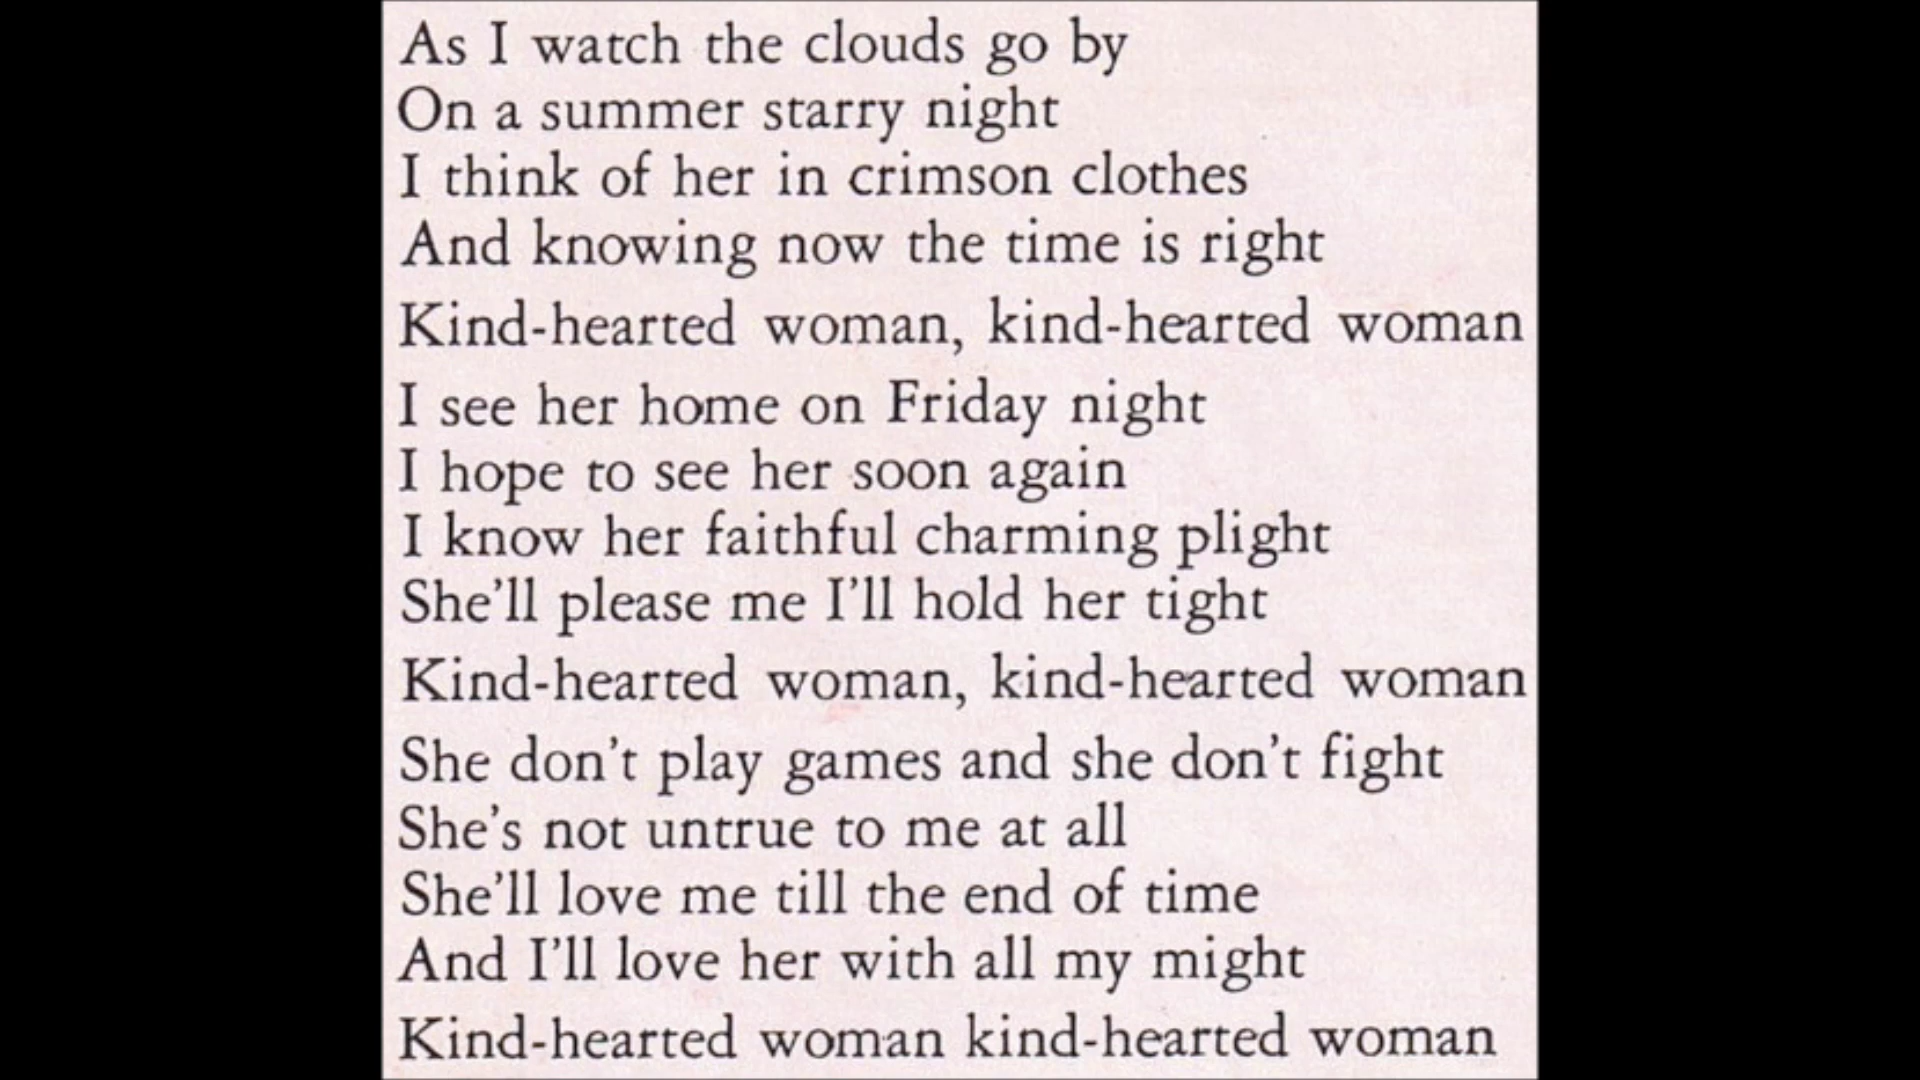 As I watch the clouds go by
On a summer starry night
I think of her in crimson clothes
And knowing now the time is right
Kind-hearted woman, kind-hearted woman
I see her home on Friday night
I hope to see her soon again
I know her faithful charming plight
She'll please me I'll hold her tight
Kind-hearted woman, kind-hearted woman
She don't play games and she don't fight
She's not untrue to me at all
She'll love me till the end of time
And I'll love her with all my might
Kind-hearted woman kind-hearted woman